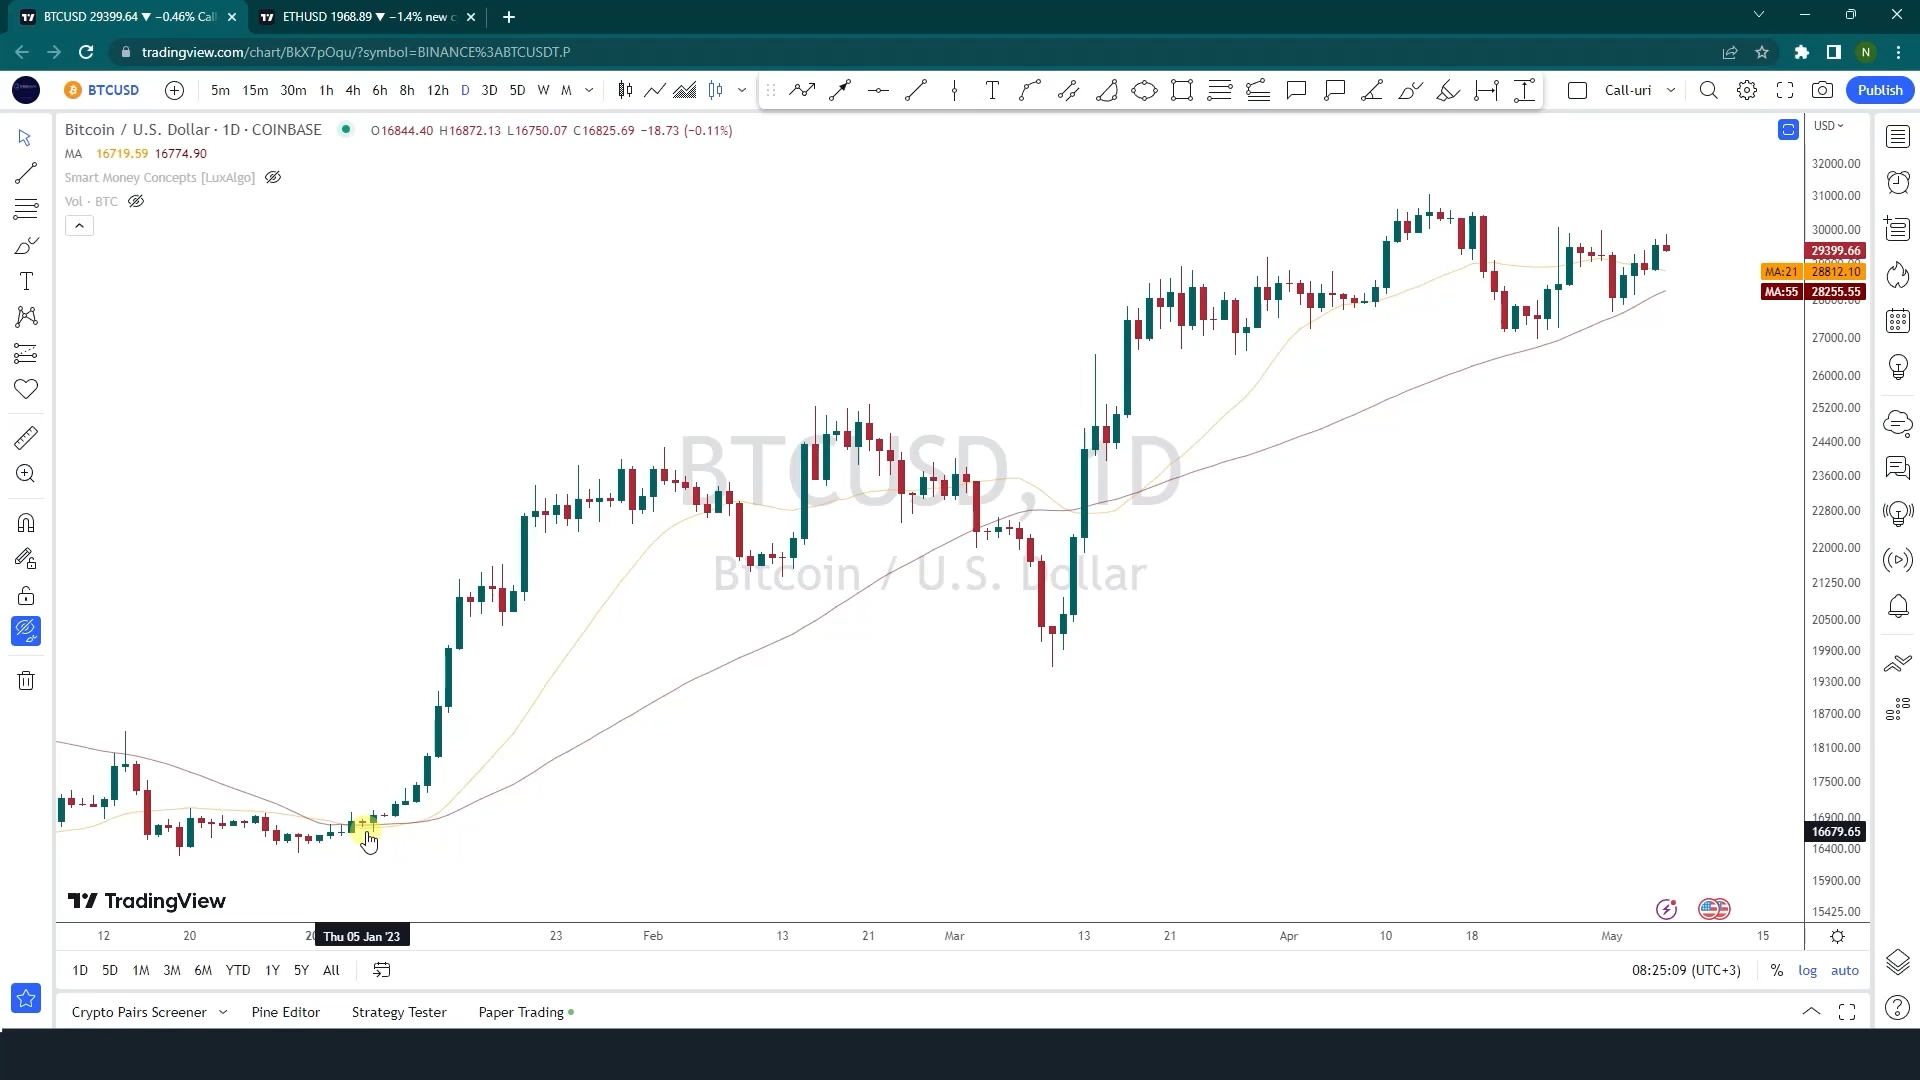 BTCUSD 29399.64 ▼ −0.46% Cal
ETHUSD 1968.89 ▼ −1.4% new c
tradingview.com/chart/BkX7pOqu/?symbol=BINANCE%3ABTCUSDT.P
N
BTCUSD 5m 15m 30m 1h 4h 6h 8h 12h D 3D 5D W M Call-uri Publish
Bitcoin / U.S. Dollar · 1D · COINBASE O16844.40 H16872.13 L16750.07 C16825.69 −18.73 (−0.11%)
USD
MA 16719.59 16774.90
Smart Money Concepts [LuxAlgo]
Vol · BTC
32000.00
31000.00
30000.00
29399.66
MA:21 28812.10
MA:55 28255.55
28000.00
27000.00
26000.00
25200.00
24400.00
BTCUSD, 1D
23600.00
22800.00
22000.00
Bitcoin / U.S. Dollar
21250.00
20500.00
19900.00
19300.00
18700.00
18100.00
17500.00
16900.00
16679.65
16400.00
15900.00
TradingView
15425.00
12 20 Thu 05 Jan '23 23 Feb 13 21 Mar 13 21 Apr 10 18 May 15
1D 5D 1M 3M 6M YTD 1Y 5Y All 08:25:09 (UTC+3) % log auto
Crypto Pairs Screener Pine Editor Strategy Tester Paper Trading